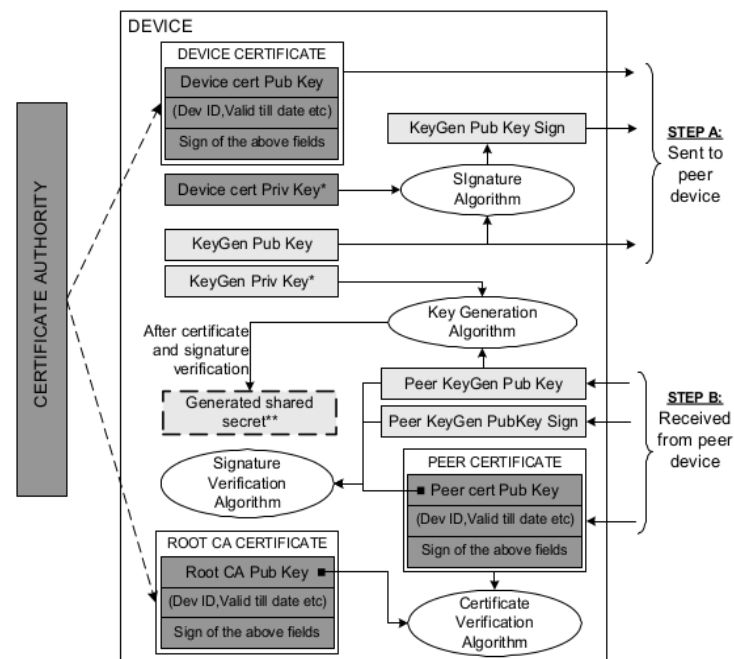 DEVICE
DEVICE CERTIFICATE
Device cert Pub Key
(Dev ID,Valid till date etc)
Sign of the above fields
CERTIFICATE AUTHORITY
KeyGen Pub Key Sign
STEP A:
Sent to
peer
device
Device cert Priv Key*
SIgnature
Algorithm
KeyGen Pub Key
KeyGen Priv Key*
After certificate
and signature
verification
Key Generation
Algorithm
Generated shared
secret**
Peer KeyGen Pub Key
Peer KeyGen PubKey Sign
STEP B:
Received
from peer
device
Signature
Verification
Algorithm
PEER CERTIFICATE
Peer cert Pub Key
(Dev ID,Valid till date etc)
Sign of the above fields
ROOT CA CERTIFICATE
Root CA Pub Key
(Dev ID,Valid till date etc)
Sign of the above fields
Certificate
Verification
Algorithm